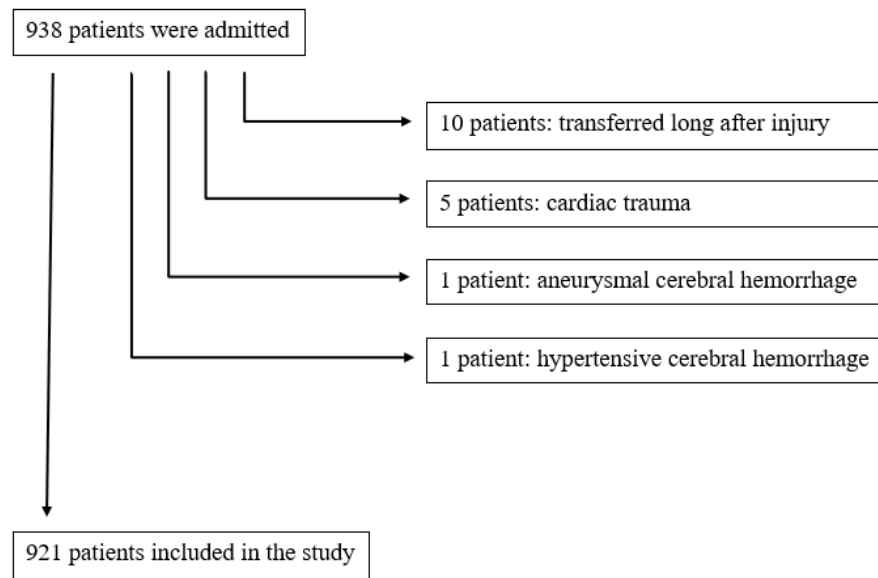 938 patients were admitted
10 patients: transferred long after injury
5 patients: cardiac trauma
1 patient: aneurysmal cerebral hemorrhage
1 patient: hypertensive cerebral hemorrhage
921 patients included in the study